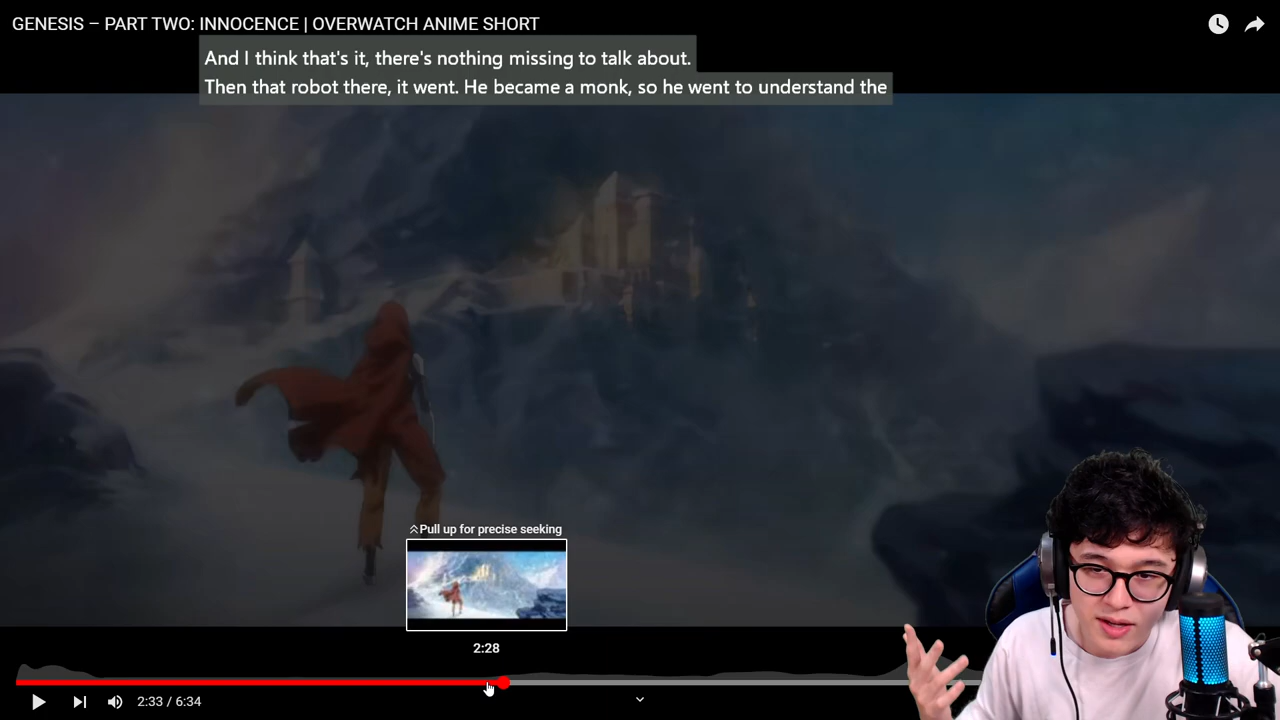 GENESIS – PART TWO: INNOCENCE | OVERWATCH ANIME SHORT
And I think that's it, there's nothing missing to talk about.
Then that robot there, it went. He became a monk, so he went to understand the
Pull up for precise seeking
2:28
2:33 / 6:34